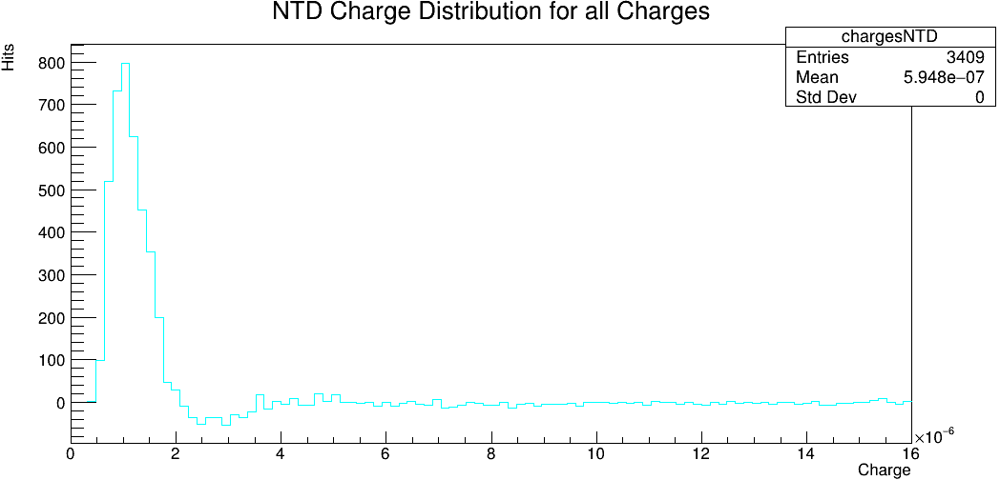 NTD Charge Distribution for all Charges
chargesNTD
Entries 3409
Mean 5.948e−07
Std Dev 0
Hits
800
700
600
500
400
300
200
100
0
0 2 4 6 8 10 12 14 16
×10−6
Charge